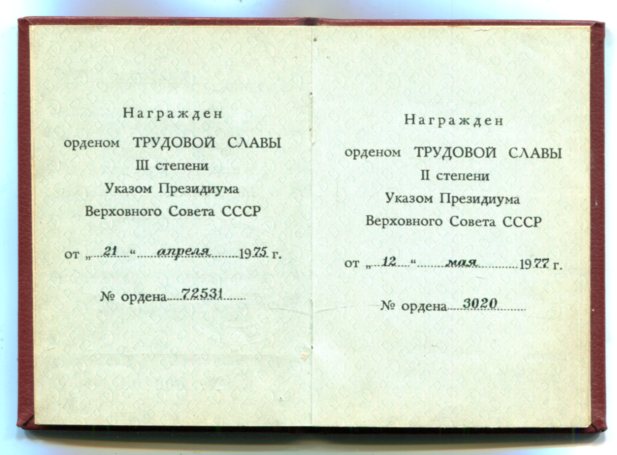 Награжден
орденом ТРУДОВОЙ СЛАВЫ
III степени
Указом Президиума
Верховного Совета СССР
от „ 21 “ апреля 1975 г.
№ ордена 72531
Награжден
орденом ТРУДОВОЙ СЛАВЫ
II степени
Указом Президиума
Верховного Совета СССР
от „ 12 “ мая 1977 г.
№ ордена 3020